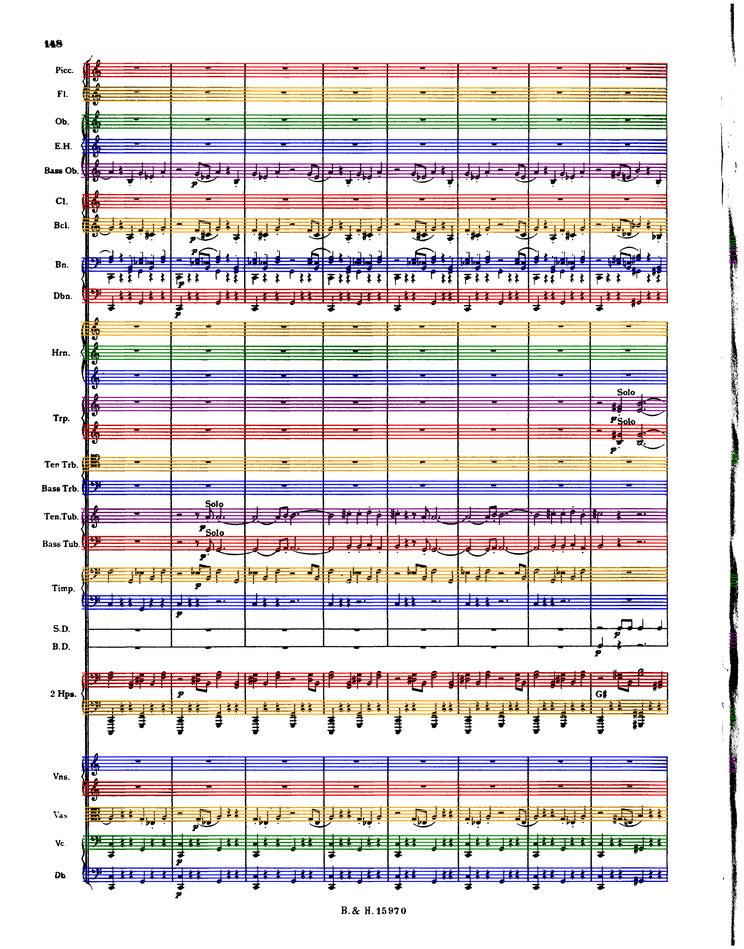 148
Picc.
Fl.
Ob.
E.H.
Bass Ob.
p
Cl.
Bcl.
p
Bn.
p
p
Dbn.
p
Hrn.
Solo
Trp.
p
Solo
p
Ten Trb.
Bass Trb.
Solo
Ten.Tub.
p
Solo
Bass Tub.
p
p
Timp.
p
S.D.
p
B.D.
p
2 Hps.
p
G♯
Vns.
Vas
p
Vc.
p
Db
p
B. & H. 15970